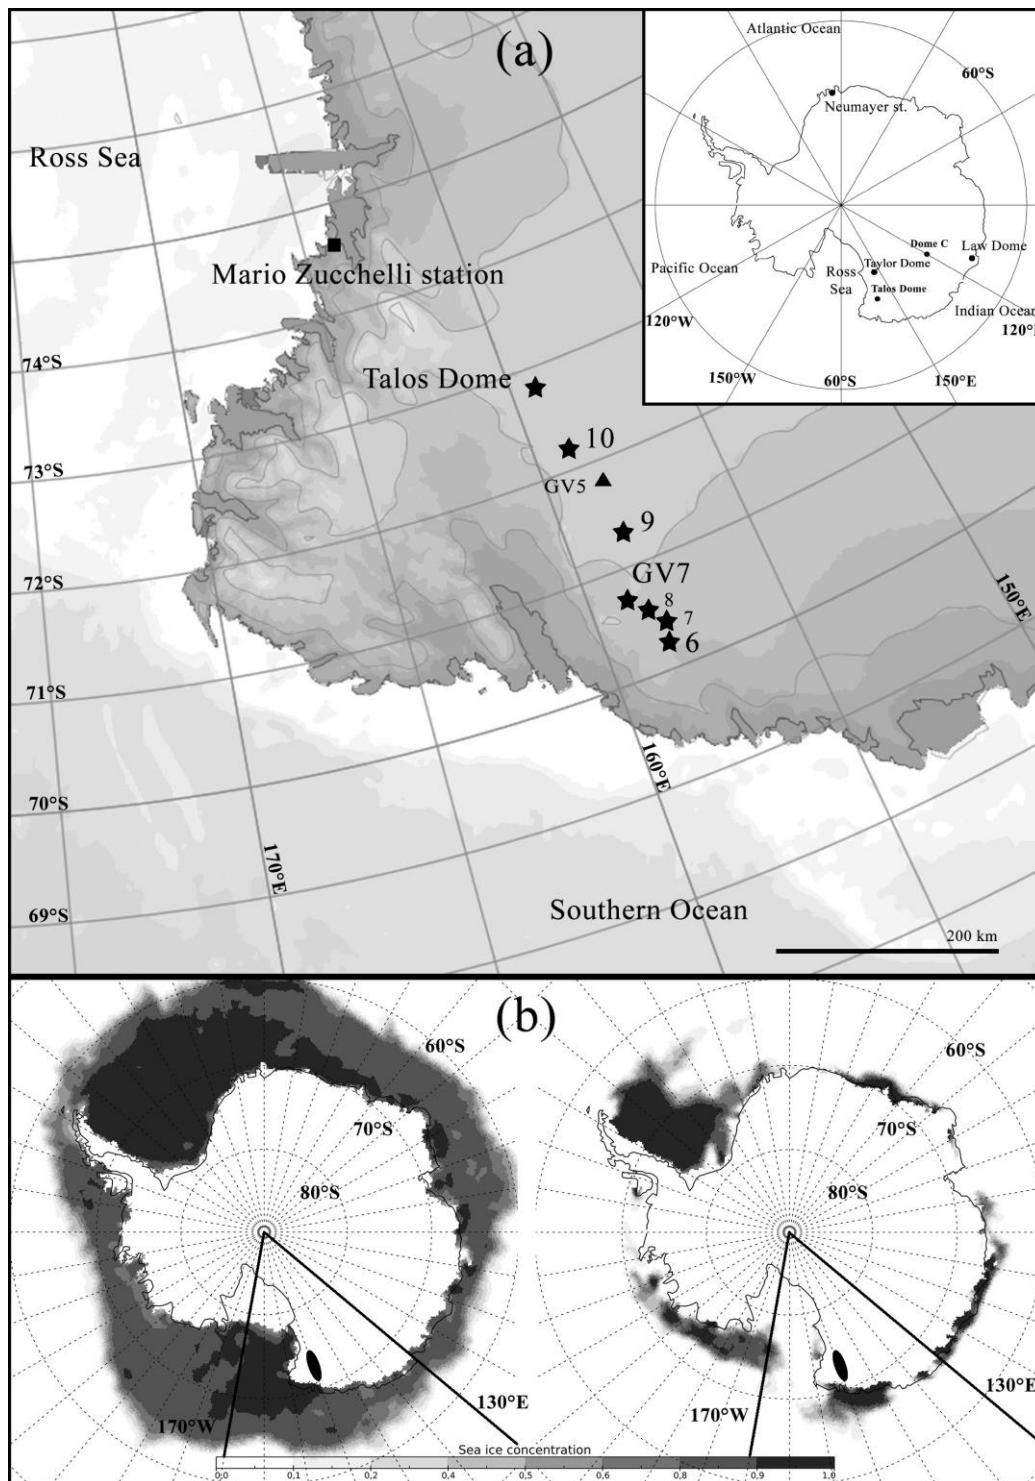 (a)
Ross Sea
Mario Zucchelli station
Talos Dome
10
GV5
9
GV7
8
7
6
74°S
73°S
72°S
71°S
70°S
69°S
170°E
160°E
150°E
Southern Ocean
200 km
Atlantic Ocean
60°S
Neumayer st.
Dome C
Law Dome
Taylor Dome
Pacific Ocean
Ross
Sea
Talos Dome
Indian Ocean
120°W
150°W
60°S
150°E
(b)
60°S
70°S
80°S
170°W
130°E
60°S
70°S
80°S
170°W
130°E
Sea ice concentration
0.0 0.1 0.2 0.3 0.4 0.5 0.6 0.7 0.8 0.9 1.0